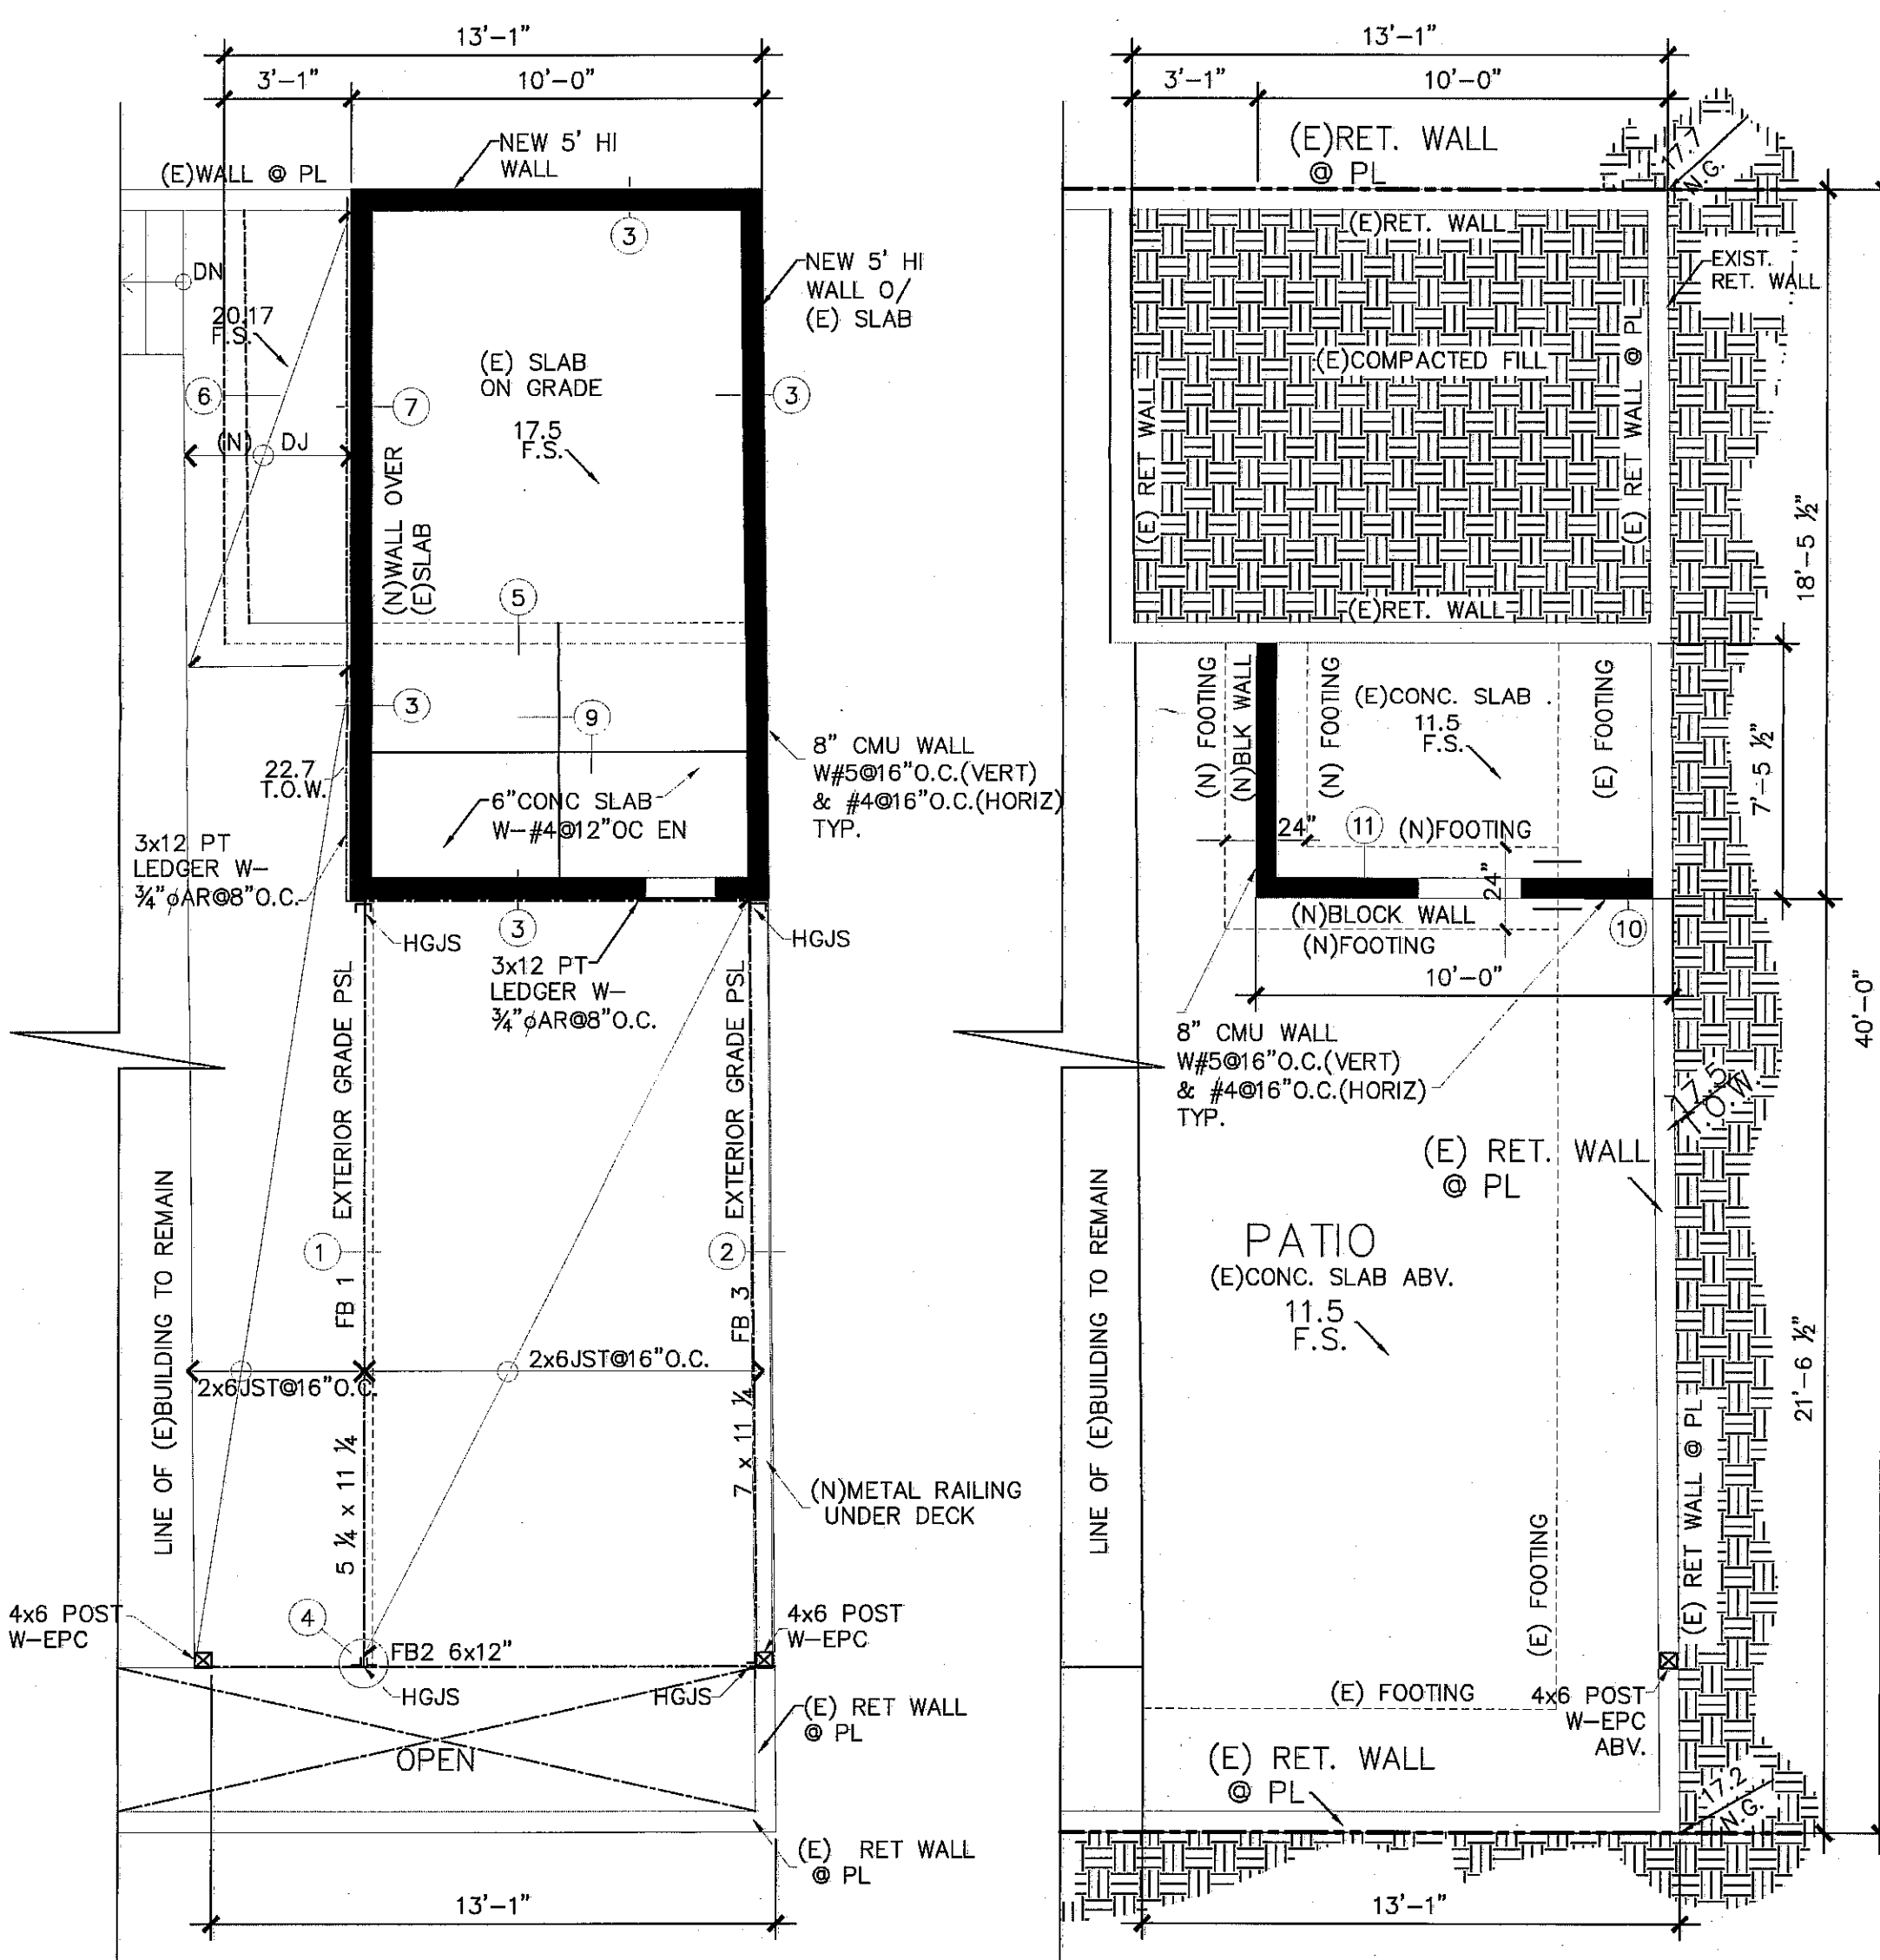 13'-1"
3'-1"
10'-0"
NEW 5' HI
WALL
(E)WALL @ PL
3
DN
20.17
F.S.
NEW 5' HI
WALL O/
(E) SLAB
(E) SLAB
ON GRADE
17.5
F.S.
6
7
3
(N) DJ
(N)WALL OVER
(E)SLAB
5
3
9
22.7
T.O.W.
6"CONC SLAB
W-#4@12"OC EN
8" CMU WALL
W#5@16"O.C.(VERT)
& #4@16"O.C.(HORIZ)
TYP.
3x12 PT
LEDGER W-
¾"ØAR@8"O.C.
3
HGJS
HGJS
3x12 PT
LEDGER W-
¾"ØAR@8"O.C.
LINE OF (E)BUILDING TO REMAIN
5 ¼ x 11 ¼ FB 1 EXTERIOR GRADE PSL
7 x 11 ¼ FB 3 EXTERIOR GRADE PSL
1
2
2x6JST@16"O.C.
2x6JST@16"O.C.
(N)METAL RAILING
UNDER DECK
4x6 POST
W-EPC
4
FB2 6x12"
4x6 POST
W-EPC
HGJS
HGJS
OPEN
(E) RET WALL
@ PL
(E) RET WALL
@ PL
13'-1"
13'-1"
3'-1"
10'-0"
(E)RET. WALL
@ PL
17.7
N.G.
(E)RET. WALL
EXIST.
RET. WALL
(E)COMPACTED FILL
(E) RET WALL
(E) RET WALL @ PL
(E)RET. WALL
18'-5 ½"
(N) FOOTING
(N)BLK WALL
(N) FOOTING
(E)CONC. SLAB
11.5
F.S.
(E) FOOTING
7'-5 ½"
24"
11
(N)FOOTING
24"
(N)BLOCK WALL
(N)FOOTING
10
10'-0"
40'-0"
8" CMU WALL
W#5@16"O.C.(VERT)
& #4@16"O.C.(HORIZ)
TYP.
17.5
T.O.W.
(E) RET. WALL
@ PL
LINE OF (E)BUILDING TO REMAIN
PATIO
(E)CONC. SLAB ABV.
11.5
F.S.
21'-6 ½"
(E) FOOTING
(E) RET WALL @ PL
(E) FOOTING
4x6 POST
W-EPC
ABV.
(E) RET. WALL
@ PL
17.2
N.G.
13'-1"